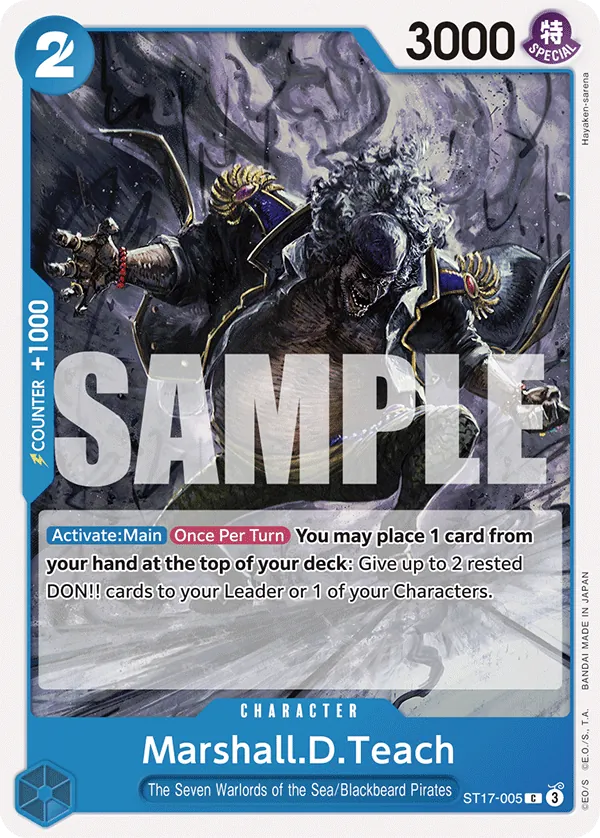 2
3000
特
SPECIAL
Hayaken-sarena
COUNTER +1000
SAMPLE
Activate:Main Once Per Turn You may place 1 card from
your hand at the top of your deck: Give up to 2 rested
DON!! cards to your Leader or 1 of your Characters.
CHARACTER
Marshall.D.Teach
The Seven Warlords of the Sea/Blackbeard Pirates
ST17-005 C 3
©E.O/S ©E.O./S., T.A. BANDAI MADE IN JAPAN